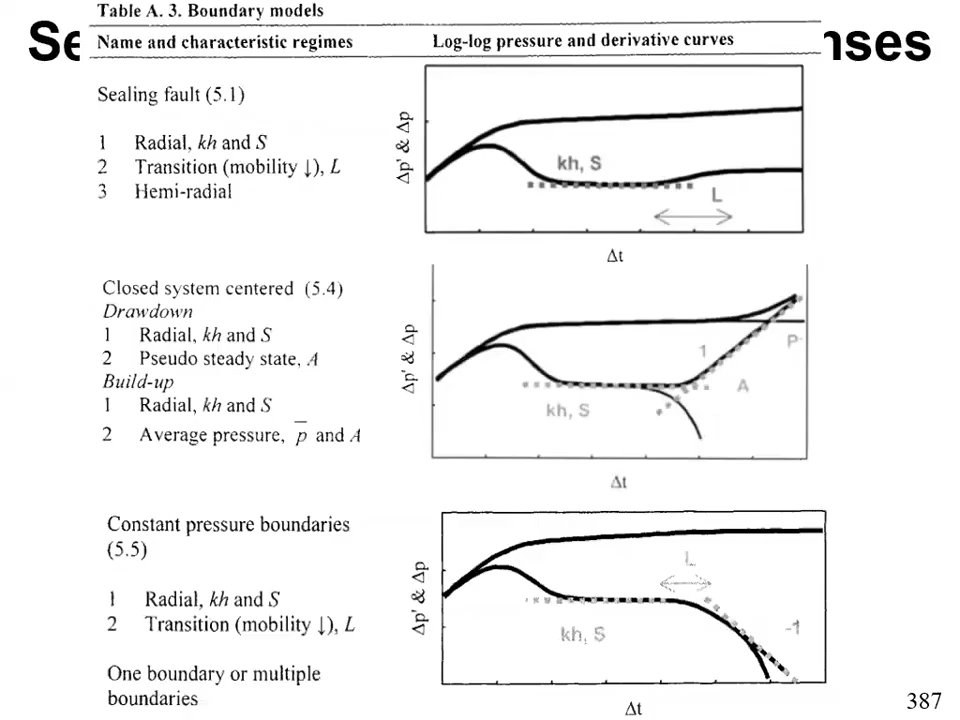 Table A. 3. Boundary models
Name and characteristic regimes
Log-log pressure and derivative curves
Sealing fault (5.1)
1 Radial, kh and S
2 Transition (mobility ↓), L
3 Hemi-radial
Δp' & Δp
kh, S
L
Δt
Closed system centered (5.4)
Drawdown
1 Radial, kh and S
2 Pseudo steady state, A
Build-up
1 Radial, kh and S
2 Average pressure, p̅ and A
Δp' & Δp
1
P
A
kh, S
Δt
Constant pressure boundaries
(5.5)
1 Radial, kh and S
2 Transition (mobility ↓), L
One boundary or multiple
boundaries
Δp' & Δp
L
kh, S
-1
Δt
387